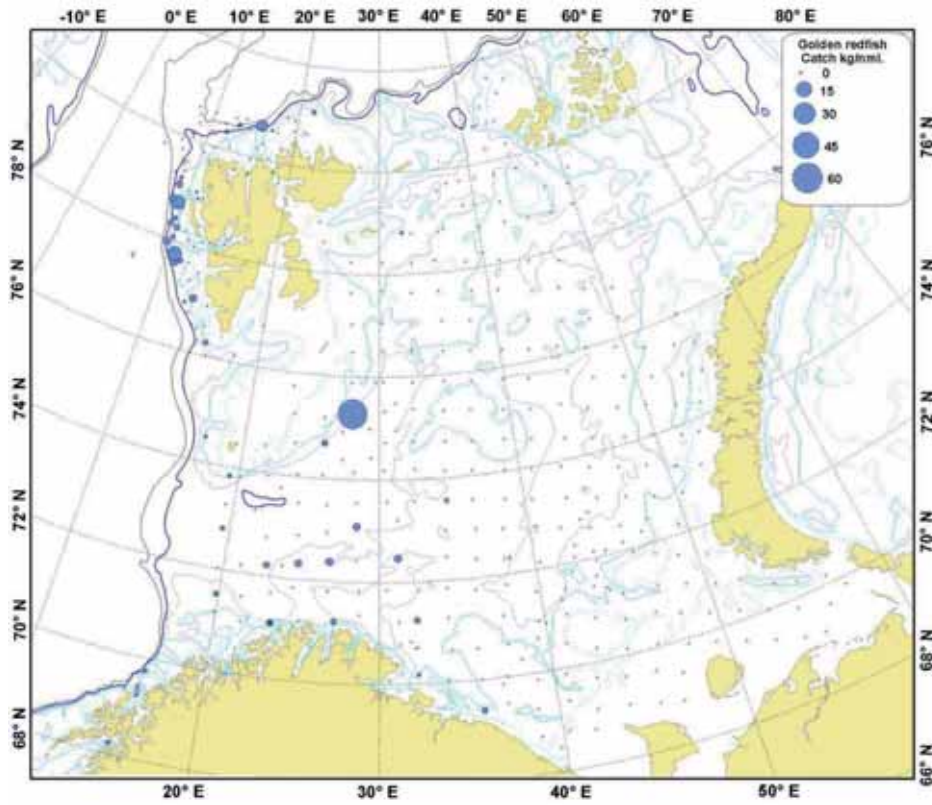 -10° E 0° E 10° E 20° E 30° E 40° E 50° E 60° E 70° E 80° E
Golden redfish
Catch kg/nml.
0
15
30
45
60
78° N
76° N
76° N
74° N
74° N
72° N
72° N
70° N
70° N
68° N
68° N
66° N
20° E 30° E 40° E 50° E